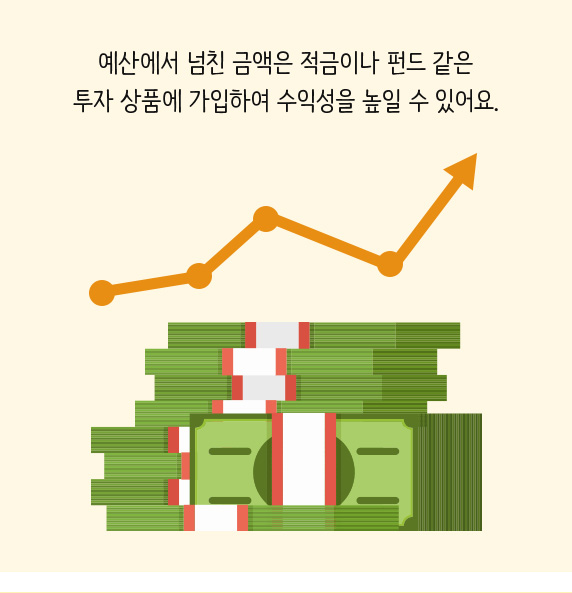 예산에서 넘친 금액은 적금이나 펀드 같은
투자 상품에 가입하여 수익성을 높일 수 있어요.